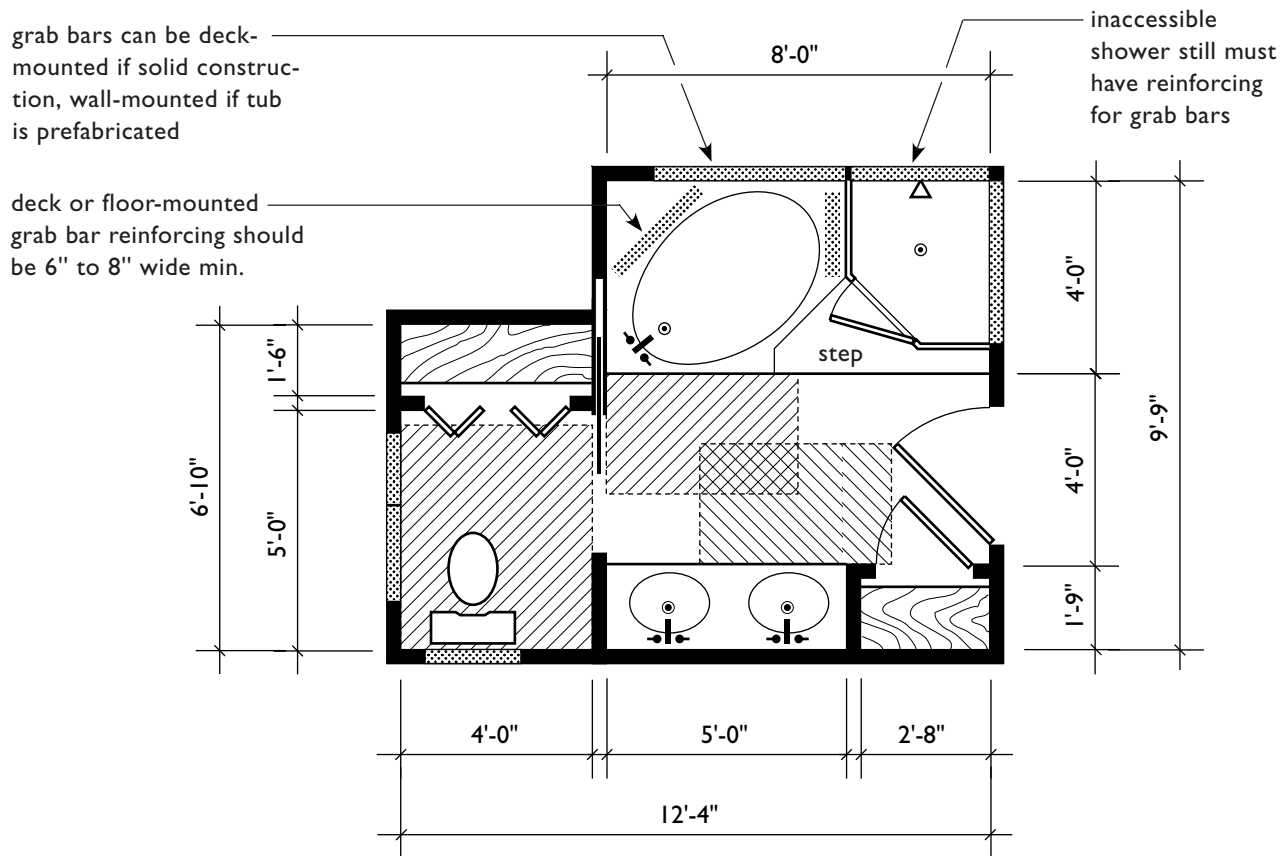 grab bars can be deck-
mounted if solid construc-
tion, wall-mounted if tub
is prefabricated
deck or floor-mounted
grab bar reinforcing should
be 6" to 8" wide min.
8'-0"
inaccessible
shower still must
have reinforcing
for grab bars
step
1'-6"
6'-10"
5'-0"
4'-0"
9'-9"
4'-0"
1'-9"
4'-0"
5'-0"
2'-8"
12'-4"